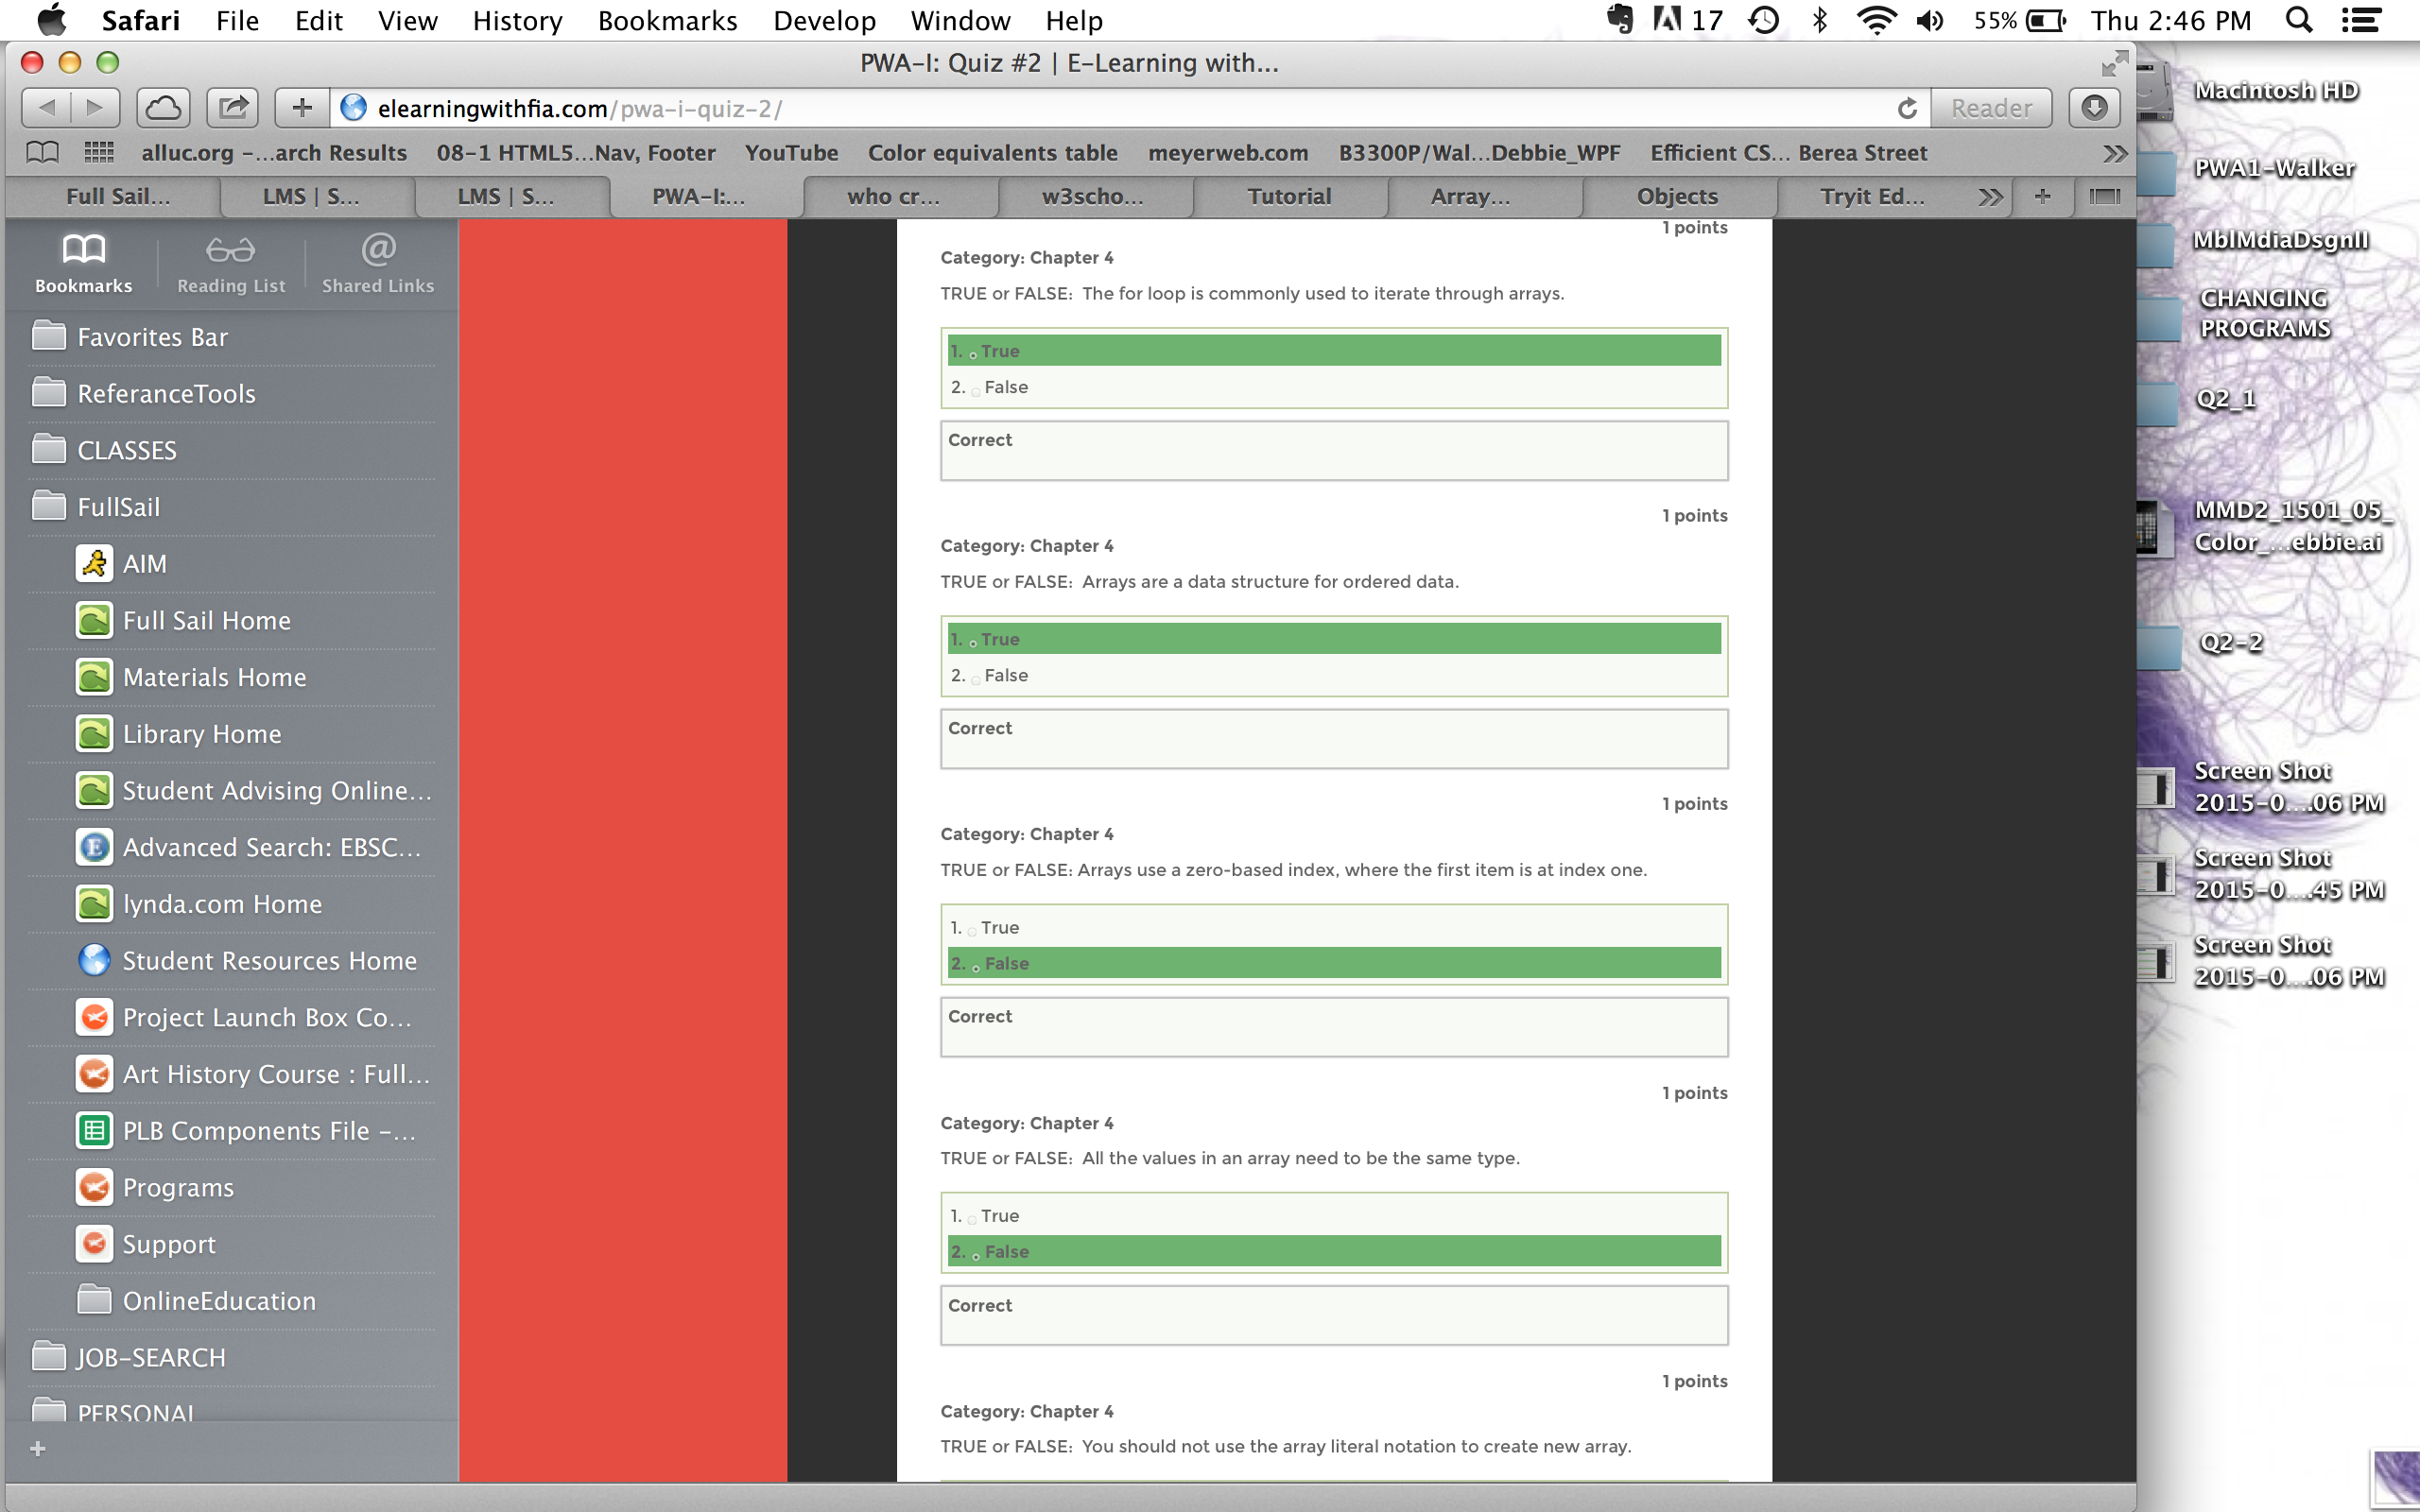 Safari File Edit View History Bookmarks Develop Window Help 17 55% Thu 2:46 PM
PWA-I: Quiz #2 | E-Learning with...
elearningwithfia.com/pwa-i-quiz-2/ Reader
alluc.org -...arch Results 08-1 HTML5...Nav, Footer YouTube Color equivalents table meyerweb.com B3300P/Wal...Debbie_WPF Efficient CS... Berea Street
Full Sail... LMS | S... LMS | S... PWA-I:... who cr... w3scho... Tutorial Array... Objects Tryit Ed...
Bookmarks Reading List Shared Links
Favorites Bar
ReferanceTools
CLASSES
FullSail
AIM
Full Sail Home
Materials Home
Library Home
Student Advising Online...
Advanced Search: EBSC...
lynda.com Home
Student Resources Home
Project Launch Box Co...
Art History Course : Full...
PLB Components File -...
Programs
Support
OnlineEducation
JOB-SEARCH
PERSONAL
1 points
Category: Chapter 4
TRUE or FALSE: The for loop is commonly used to iterate through arrays.
1. True
2. False
Correct
1 points
Category: Chapter 4
TRUE or FALSE: Arrays are a data structure for ordered data.
1. True
2. False
Correct
1 points
Category: Chapter 4
TRUE or FALSE: Arrays use a zero-based index, where the first item is at index one.
1. True
2. False
Correct
1 points
Category: Chapter 4
TRUE or FALSE: All the values in an array need to be the same type.
1. True
2. False
Correct
1 points
Category: Chapter 4
TRUE or FALSE: You should not use the array literal notation to create new array.
Macintosh HD
PWA1-Walker
MblMdiaDsgnII
CHANGING
PROGRAMS
Q2_1
MMD2_1501_05_
Color_...ebbie.ai
Q2-2
Screen Shot
2015-0....06 PM
Screen Shot
2015-0....45 PM
Screen Shot
2015-0....06 PM